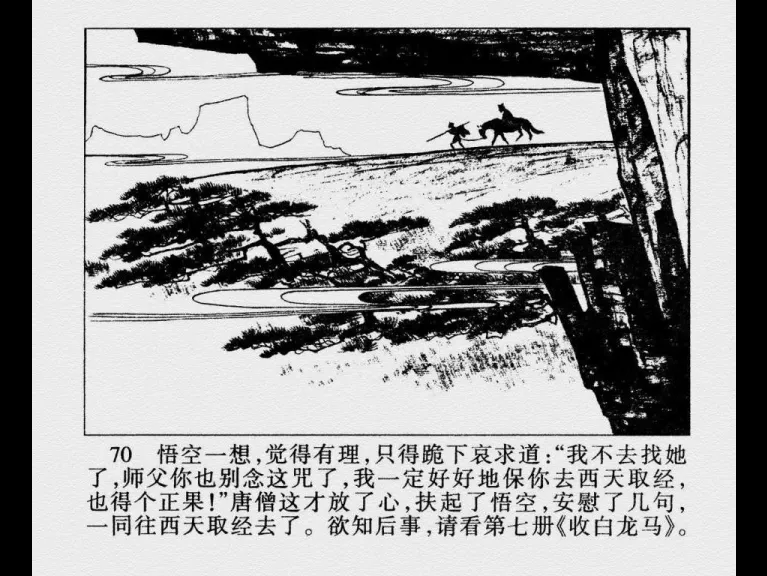 70 悟空一想，觉得有理，只得跪下哀求道：“我不去找她
了，师父你也别念这咒了，我一定好好地保你去西天取经，
也得个正果！”唐僧这才放了心，扶起了悟空，安慰了几句，
一同往西天取经去了。欲知后事，请看第七册《收白龙马》。